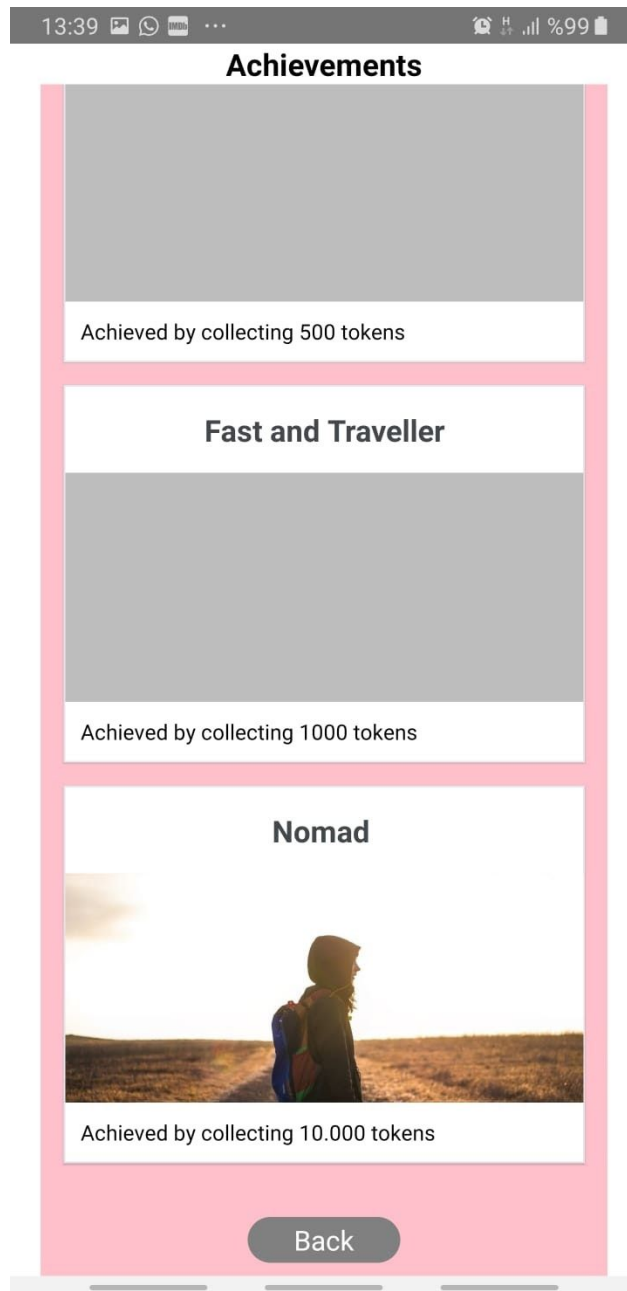 13:39 IMDb ... H %99
Achievements
Achieved by collecting 500 tokens
Fast and Traveller
Achieved by collecting 1000 tokens
Nomad
Achieved by collecting 10.000 tokens
Back